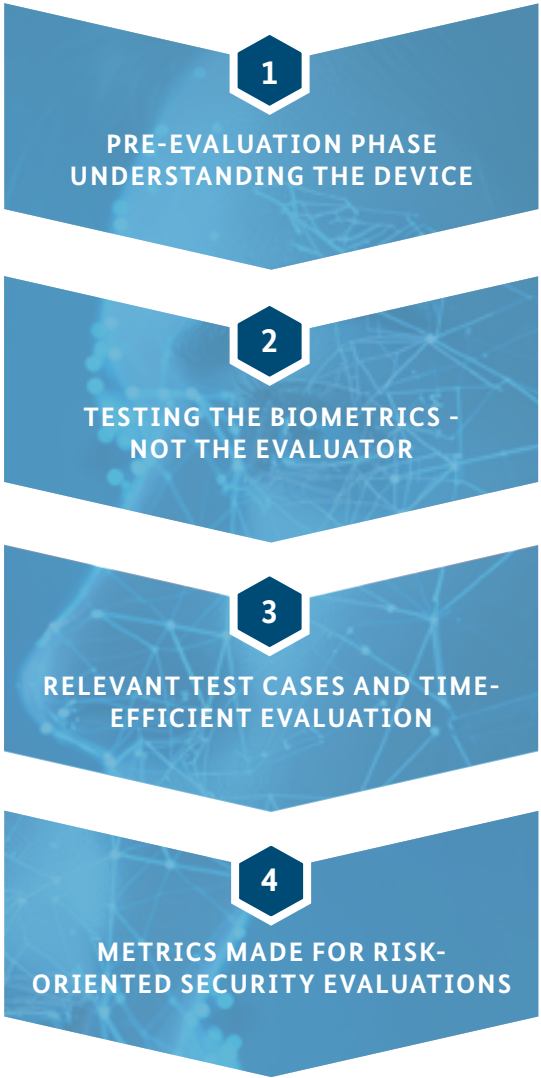 1
PRE-EVALUATION PHASE
UNDERSTANDING THE DEVICE
2
TESTING THE BIOMETRICS -
NOT THE EVALUATOR
3
RELEVANT TEST CASES AND TIME-
EFFICIENT EVALUATION
4
METRICS MADE FOR RISK-
ORIENTED SECURITY EVALUATIONS